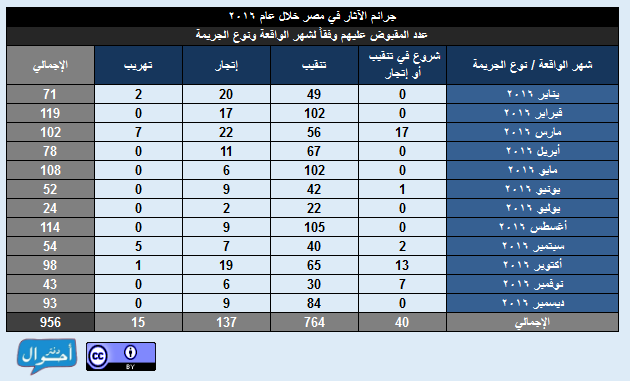 جرائم الآثار في مصر خلال عام ٢٠١٦
عدد المقبوض عليهم وفقاً لشهر الواقعة ونوع الجريمة
شهر الواقعة / نوع الجريمة شروع في تنقيب أو إتجار تنقيب إتجار تهريب الإجمالي
يناير ٢٠١٦ 0 49 20 2 71
فبراير ٢٠١٦ 0 102 17 0 119
مارس ٢٠١٦ 17 56 22 7 102
أبريل ٢٠١٦ 0 67 11 0 78
مايو ٢٠١٦ 0 102 6 0 108
يونيو ٢٠١٦ 1 42 9 0 52
يوليو ٢٠١٦ 0 22 2 0 24
أغسطس ٢٠١٦ 0 105 9 0 114
سبتمبر ٢٠١٦ 2 40 7 5 54
أكتوبر ٢٠١٦ 13 65 19 1 98
نوفمبر ٢٠١٦ 7 30 6 0 43
ديسمبر ٢٠١٦ 0 84 9 0 93
الإجمالي 40 764 137 15 956
دفتر أحوال
cc BY